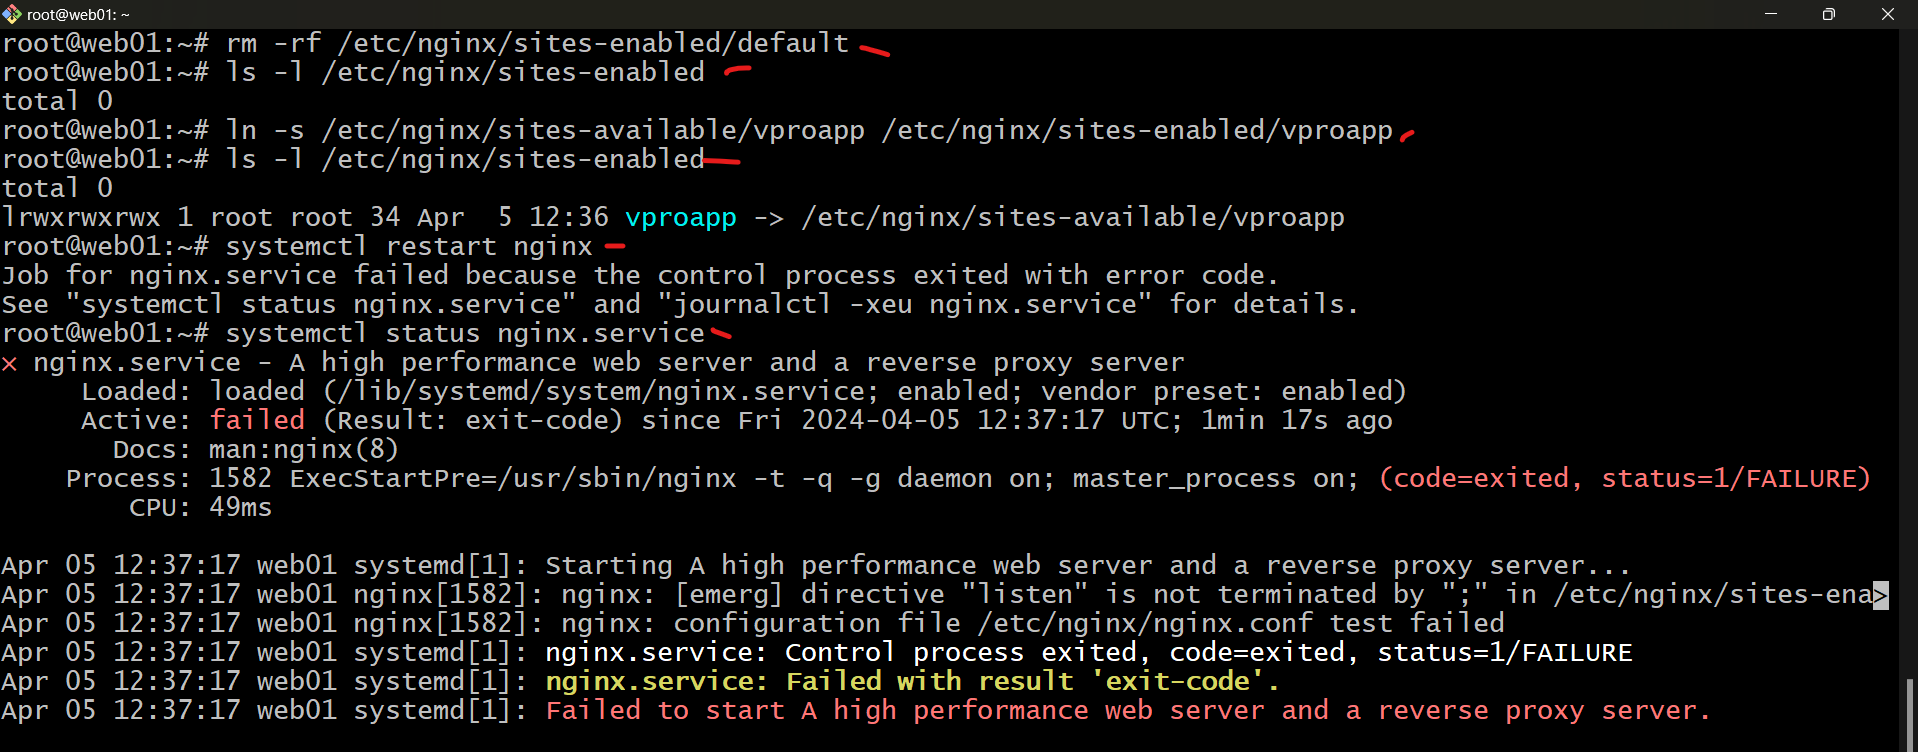 root@web01: ~
root@web01:~# rm -rf /etc/nginx/sites-enabled/default
root@web01:~# ls -l /etc/nginx/sites-enabled
total 0
root@web01:~# ln -s /etc/nginx/sites-available/vproapp /etc/nginx/sites-enabled/vproapp
root@web01:~# ls -l /etc/nginx/sites-enabled
total 0
lrwxrwxrwx 1 root root 34 Apr  5 12:36 vproapp -> /etc/nginx/sites-available/vproapp
root@web01:~# systemctl restart nginx
Job for nginx.service failed because the control process exited with error code.
See "systemctl status nginx.service" and "journalctl -xeu nginx.service" for details.
root@web01:~# systemctl status nginx.service
× nginx.service - A high performance web server and a reverse proxy server
     Loaded: loaded (/lib/systemd/system/nginx.service; enabled; vendor preset: enabled)
     Active: failed (Result: exit-code) since Fri 2024-04-05 12:37:17 UTC; 1min 17s ago
       Docs: man:nginx(8)
    Process: 1582 ExecStartPre=/usr/sbin/nginx -t -q -g daemon on; master_process on; (code=exited, status=1/FAILURE)
        CPU: 49ms
Apr 05 12:37:17 web01 systemd[1]: Starting A high performance web server and a reverse proxy server...
Apr 05 12:37:17 web01 nginx[1582]: nginx: [emerg] directive "listen" is not terminated by ";" in /etc/nginx/sites-ena>
Apr 05 12:37:17 web01 nginx[1582]: nginx: configuration file /etc/nginx/nginx.conf test failed
Apr 05 12:37:17 web01 systemd[1]: nginx.service: Control process exited, code=exited, status=1/FAILURE
Apr 05 12:37:17 web01 systemd[1]: nginx.service: Failed with result 'exit-code'.
Apr 05 12:37:17 web01 systemd[1]: Failed to start A high performance web server and a reverse proxy server.